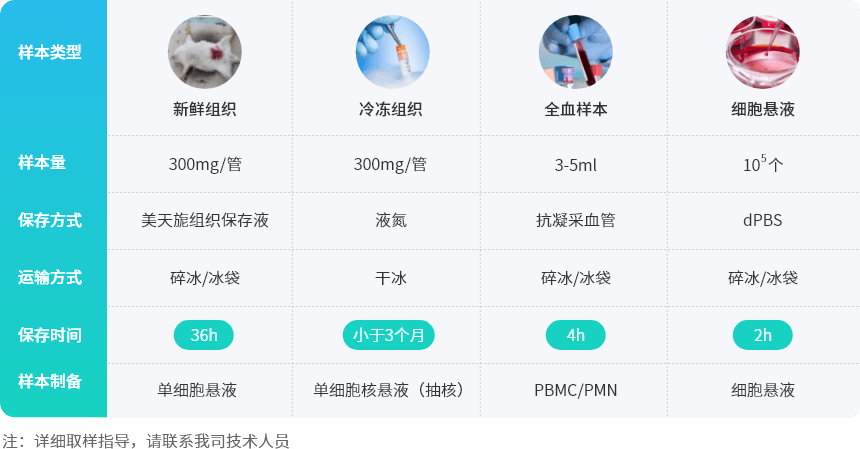 样本类型
新鲜组织 冷冻组织 全血样本 细胞悬液
样本量 300mg/管 300mg/管 3-5ml 10⁵个
保存方式 美天旎组织保存液 液氮 抗凝采血管 dPBS
运输方式 碎冰/冰袋 干冰 碎冰/冰袋 碎冰/冰袋
保存时间 36h 小于3个月 4h 2h
样本制备 单细胞悬液 单细胞核悬液（抽核） PBMC/PMN 细胞悬液
注：详细取样指导，请联系我司技术人员